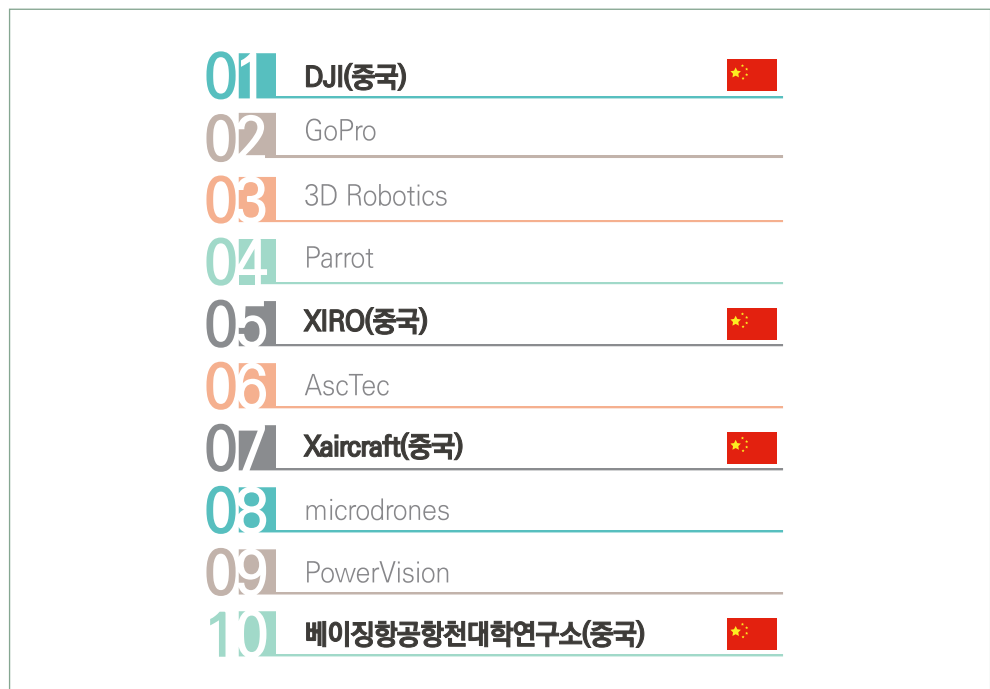 01 DJI(중국)
02 GoPro
03 3D Robotics
04 Parrot
05 XIRO(중국)
06 AscTec
07 Xaircraft(중국)
08 microdrones
09 PowerVision
10 베이징항공항천대학연구소(중국)